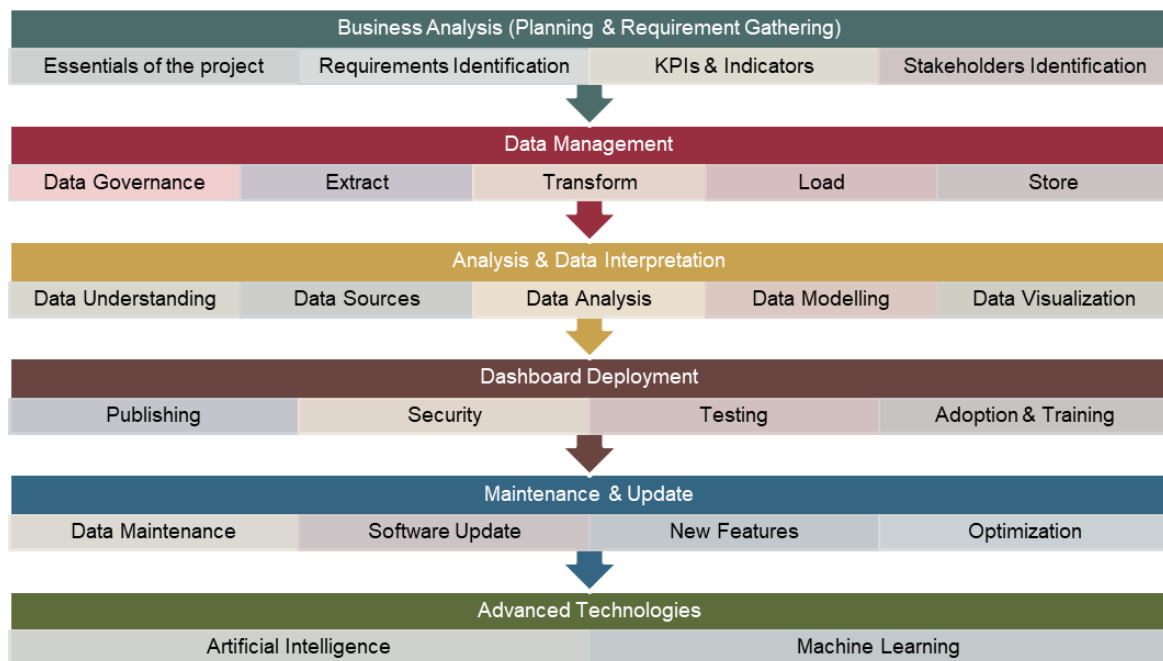 Business Analysis (Planning & Requirement Gathering)
Essentials of the project Requirements Identification KPIs & Indicators Stakeholders Identification
Data Management
Data Governance Extract Transform Load Store
Analysis & Data Interpretation
Data Understanding Data Sources Data Analysis Data Modelling Data Visualization
Dashboard Deployment
Publishing Security Testing Adoption & Training
Maintenance & Update
Data Maintenance Software Update New Features Optimization
Advanced Technologies
Artificial Intelligence Machine Learning